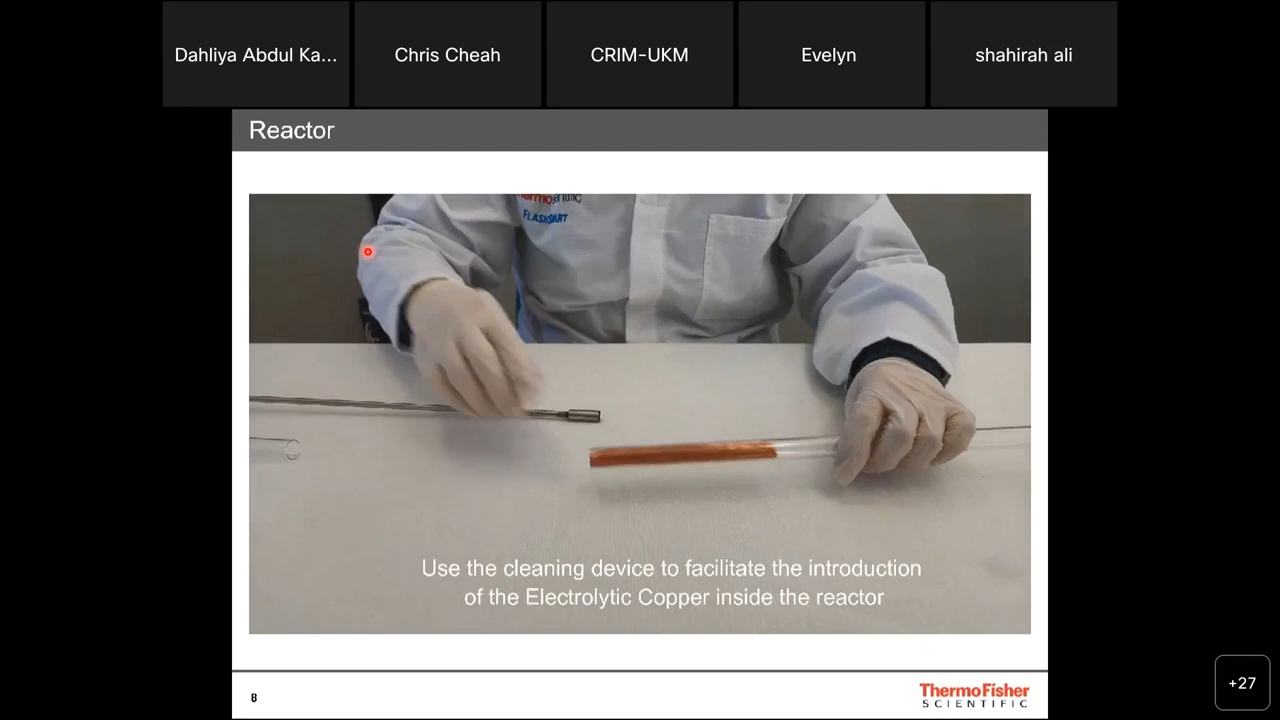 Dahliya Abdul Ka...
Chris Cheah
CRIM-UKM
Evelyn
shahirah ali
Reactor
FLASHSMART
Use the cleaning device to facilitate the introduction
of the Electrolytic Copper inside the reactor
8
ThermoFisher
SCIENTIFIC
+27